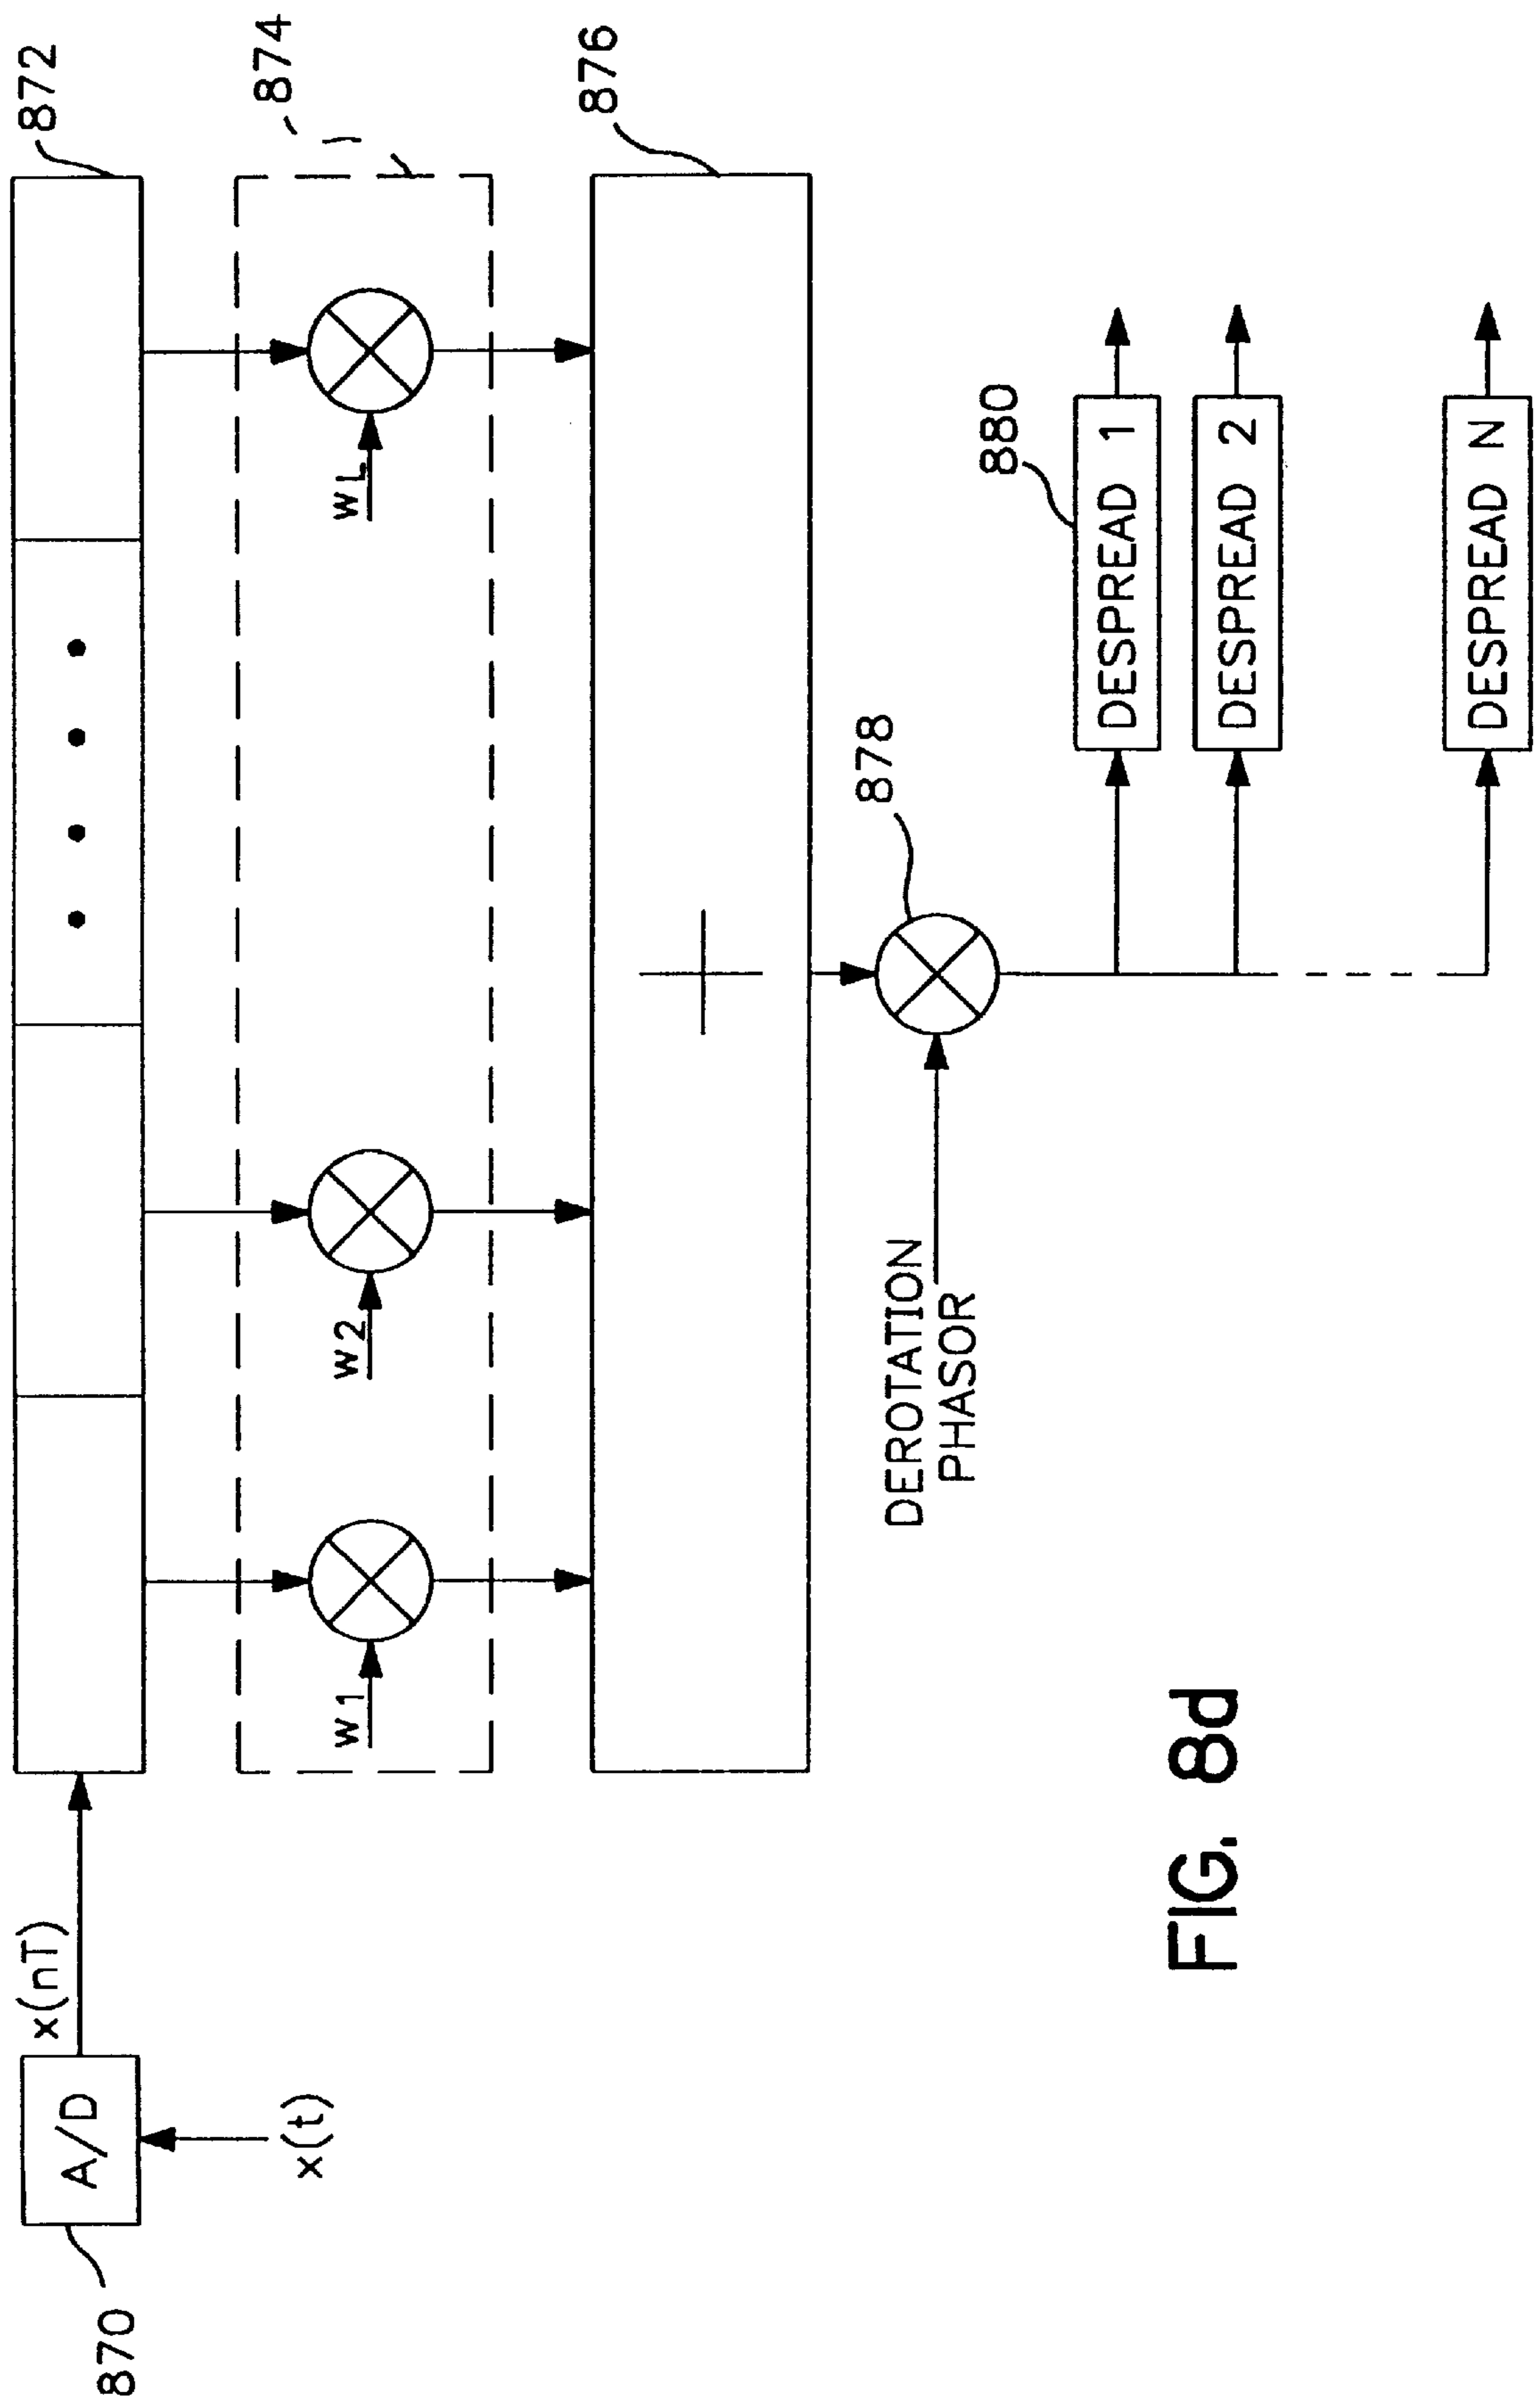 872
874
876
x(nT)
A/D
x(t)
870
w1
w2
wL
DEROTATION
PHASOR
878
880
DESPREAD 1
DESPREAD 2
DESPREAD N
FIG. 8d